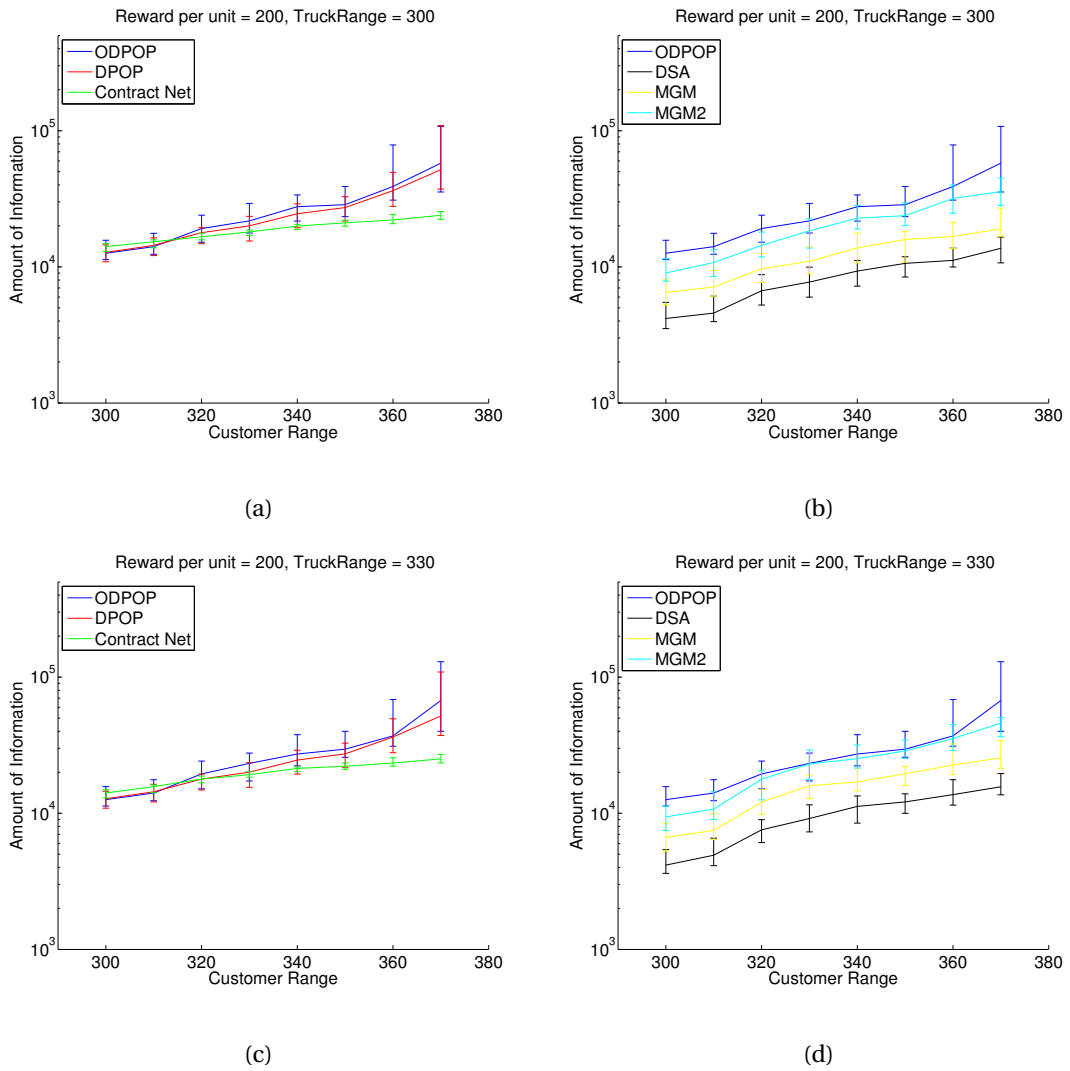 Reward per unit = 200, TruckRange = 300
ODPOP
DPOP
Contract Net
Amount of Information
10^5
10^4
10^3
300 310 320 330 340 350 360 370 380
Customer Range
(a)
Reward per unit = 200, TruckRange = 300
ODPOP
DSA
MGM
MGM2
Amount of Information
10^5
10^4
10^3
300 310 320 330 340 350 360 370 380
Customer Range
(b)
Reward per unit = 200, TruckRange = 330
ODPOP
DPOP
Contract Net
Amount of Information
10^5
10^4
10^3
300 310 320 330 340 350 360 370 380
Customer Range
(c)
Reward per unit = 200, TruckRange = 330
ODPOP
DSA
MGM
MGM2
Amount of Information
10^5
10^4
10^3
300 310 320 330 340 350 360 370 380
Customer Range
(d)